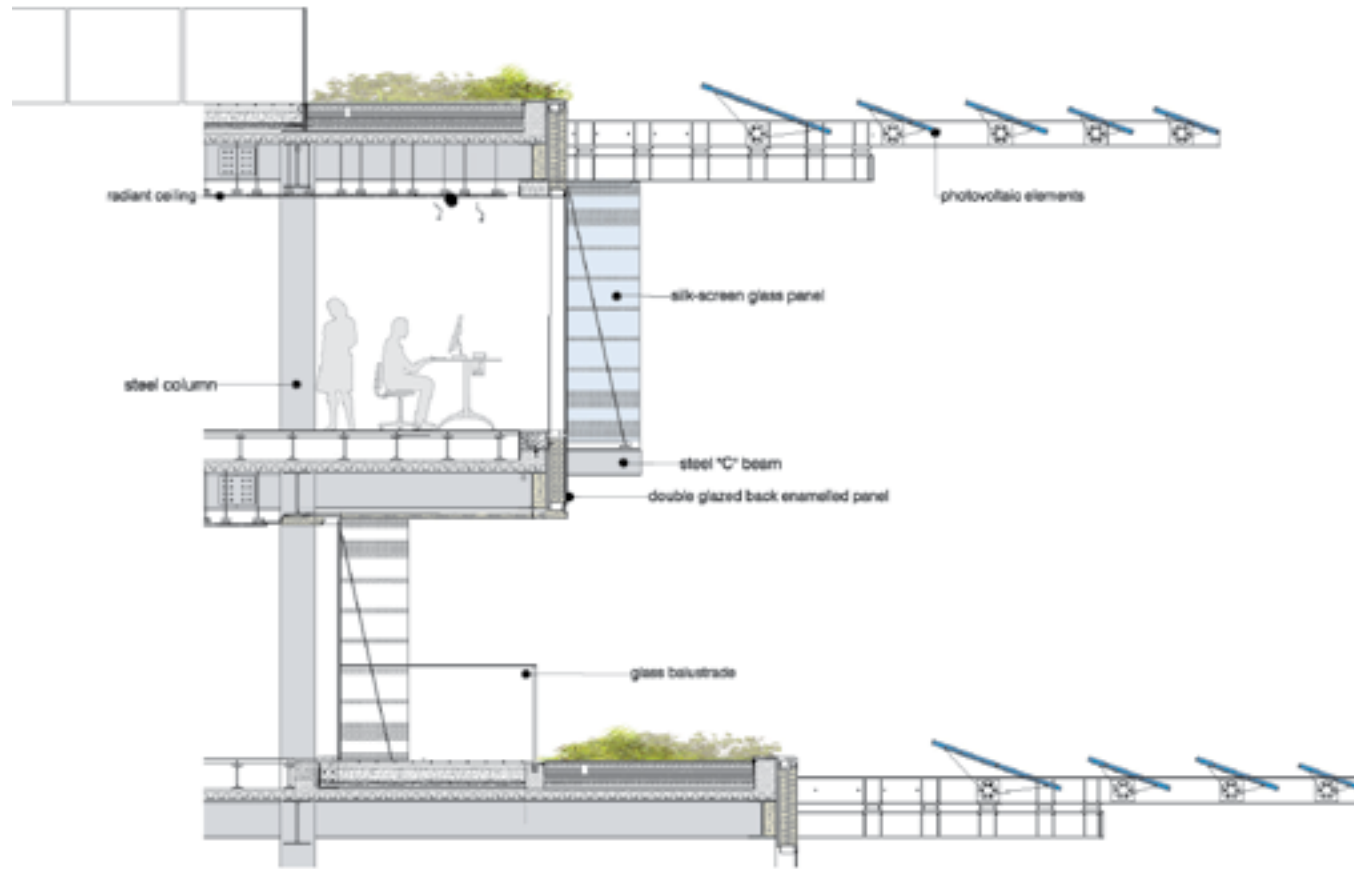 radiant ceiling
photovoltaic elements
silk-screen glass panel
steel column
steel "C" beam
double glazed back enamelled panel
glass balustrade